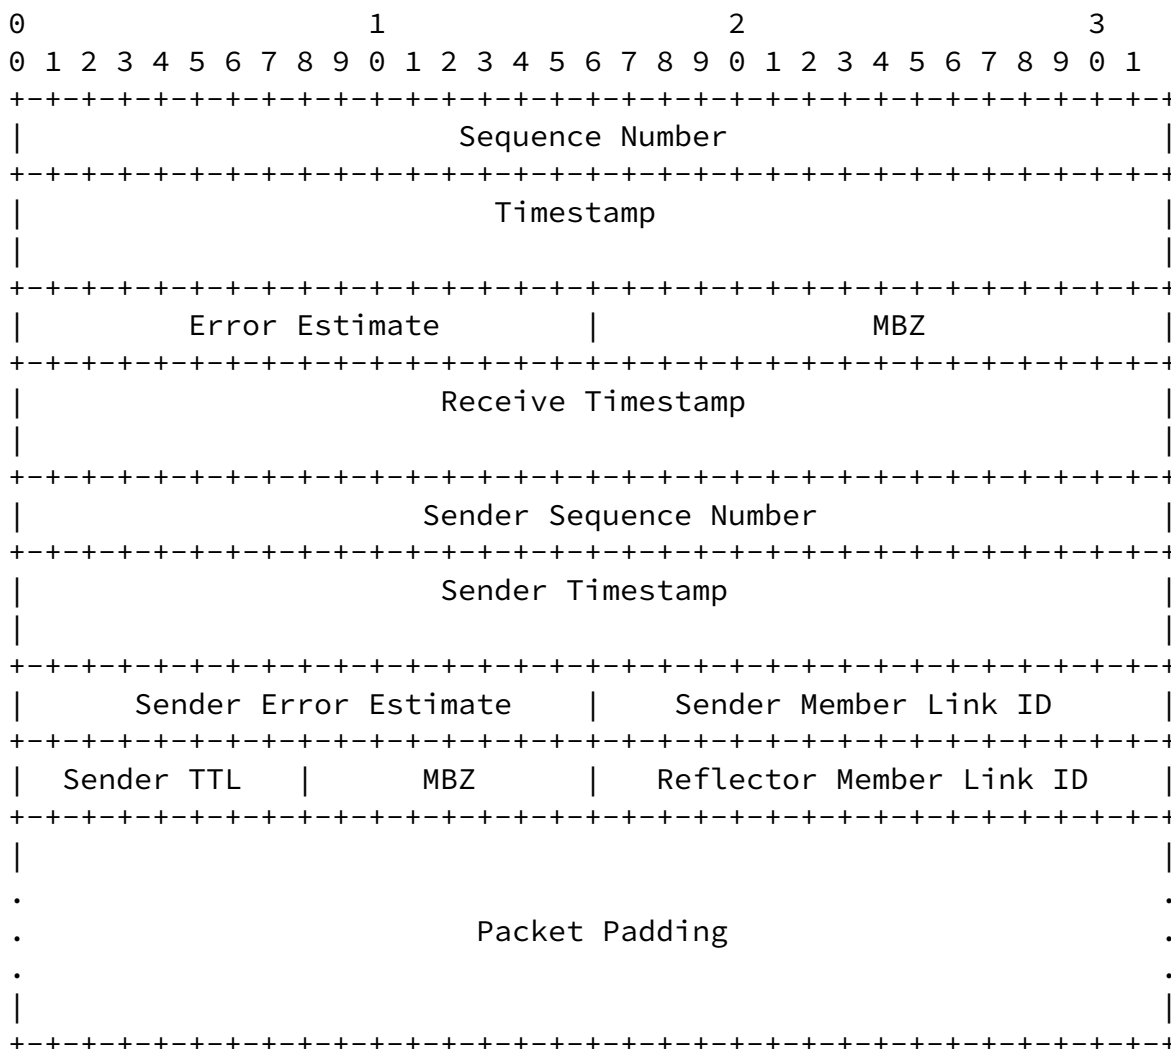 0                   1                   2                   3
0 1 2 3 4 5 6 7 8 9 0 1 2 3 4 5 6 7 8 9 0 1 2 3 4 5 6 7 8 9 0 1
+-+-+-+-+-+-+-+-+-+-+-+-+-+-+-+-+-+-+-+-+-+-+-+-+-+-+-+-+-+-+-+-+
|                        Sequence Number                        |
+-+-+-+-+-+-+-+-+-+-+-+-+-+-+-+-+-+-+-+-+-+-+-+-+-+-+-+-+-+-+-+-+
|                          Timestamp                            |
|                                                               |
+-+-+-+-+-+-+-+-+-+-+-+-+-+-+-+-+-+-+-+-+-+-+-+-+-+-+-+-+-+-+-+-+
|         Error Estimate        |               MBZ             |
+-+-+-+-+-+-+-+-+-+-+-+-+-+-+-+-+-+-+-+-+-+-+-+-+-+-+-+-+-+-+-+-+
|                       Receive Timestamp                       |
|                                                               |
+-+-+-+-+-+-+-+-+-+-+-+-+-+-+-+-+-+-+-+-+-+-+-+-+-+-+-+-+-+-+-+-+
|                      Sender Sequence Number                   |
+-+-+-+-+-+-+-+-+-+-+-+-+-+-+-+-+-+-+-+-+-+-+-+-+-+-+-+-+-+-+-+-+
|                       Sender Timestamp                        |
|                                                               |
+-+-+-+-+-+-+-+-+-+-+-+-+-+-+-+-+-+-+-+-+-+-+-+-+-+-+-+-+-+-+-+-+
|      Sender Error Estimate    |    Sender Member Link ID      |
+-+-+-+-+-+-+-+-+-+-+-+-+-+-+-+-+-+-+-+-+-+-+-+-+-+-+-+-+-+-+-+-+
|  Sender TTL   |      MBZ      |   Reflector Member Link ID    |
+-+-+-+-+-+-+-+-+-+-+-+-+-+-+-+-+-+-+-+-+-+-+-+-+-+-+-+-+-+-+-+-+
|                                                               |
.                                                               .
.                         Packet Padding                        .
.                                                               .
|                                                               |
+-+-+-+-+-+-+-+-+-+-+-+-+-+-+-+-+-+-+-+-+-+-+-+-+-+-+-+-+-+-+-+-+